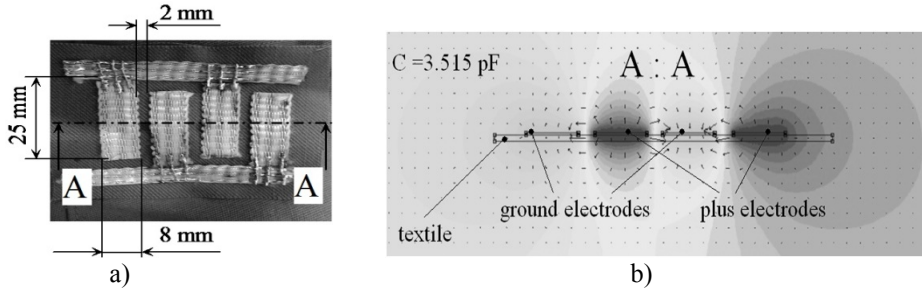 2 mm
25 mm
A
A
8 mm
a)
C =3.515 pF
A : A
ground electrodes
plus electrodes
textile
b)